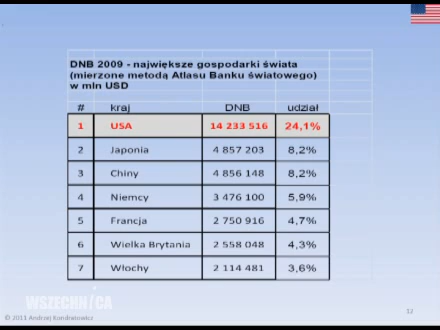 DNB 2009 - największe gospodarki świata
(mierzone metodą Atlasu Banku światowego)
w mln USD
# kraj DNB udział
1 USA 14 233 516 24,1%
2 Japonia 4 857 203 8,2%
3 Chiny 4 856 148 8,2%
4 Niemcy 3 476 100 5,9%
5 Francja 2 750 916 4,7%
6 Wielka Brytania 2 558 048 4,3%
7 Włochy 2 114 481 3,6%
WSZECHNICA
© 2011 Andrzej Kondratowicz
12